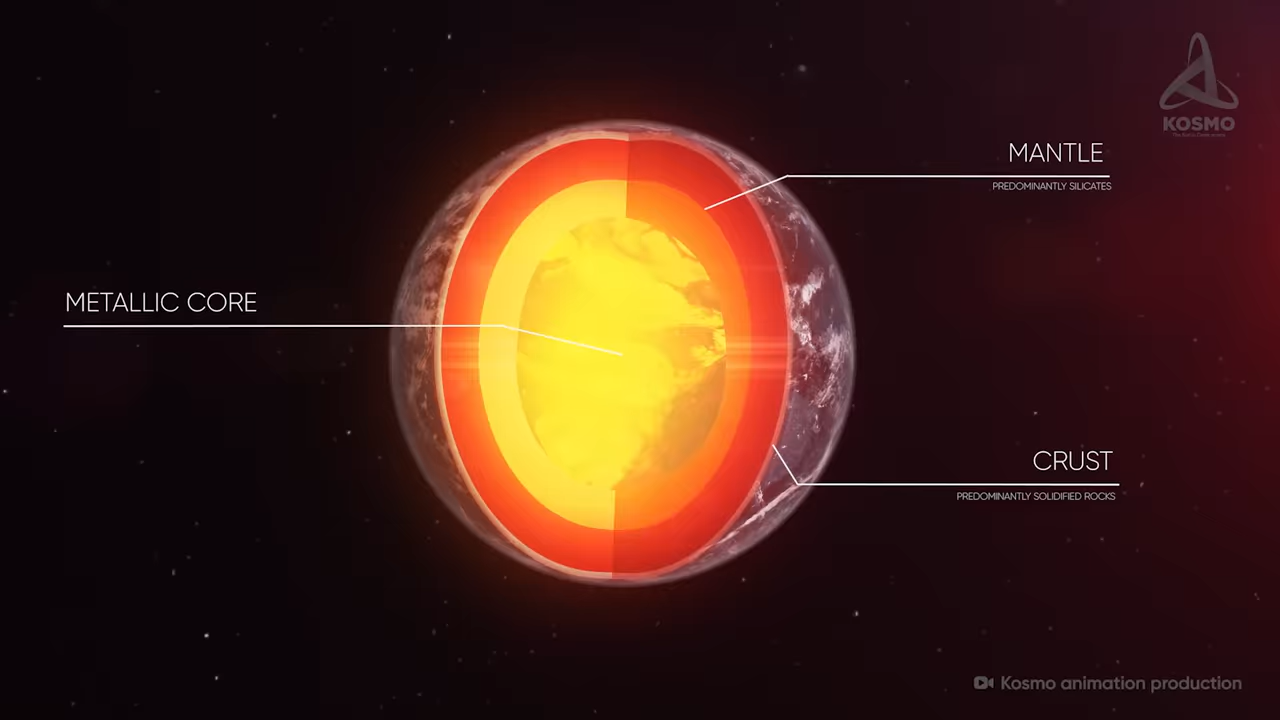 KOSMO
MANTLE
PREDOMINANTLY SILICATES
METALLIC CORE
CRUST
PREDOMINANTLY SOLIDIFIED ROCKS
Kosmo animation production